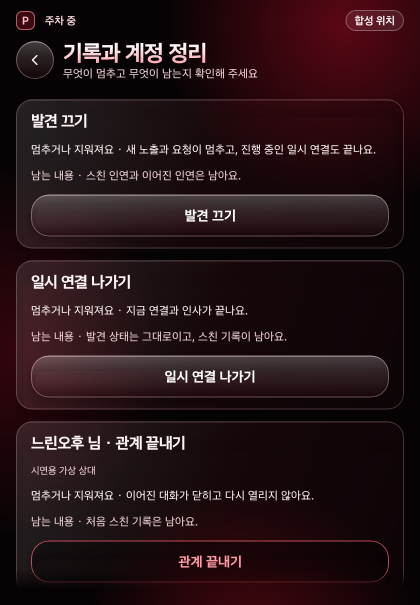 P 주차 중 합성 위치
기록과 계정 정리
무엇이 멈추고 무엇이 남는지 확인해 주세요
발견 끄기
멈추거나 지워져요 · 새 노출과 요청이 멈추고, 진행 중인 일시 연결도 끝나요.
남는 내용 · 스친 인연과 이어진 인연은 남아요.
발견 끄기
일시 연결 나가기
멈추거나 지워져요 · 지금 연결과 인사가 끝나요.
남는 내용 · 발견 상태는 그대로이고, 스친 기록이 남아요.
일시 연결 나가기
느린오후 님 · 관계 끝내기
시연용 가상 상대
멈추거나 지워져요 · 이어진 대화가 닫히고 다시 열리지 않아요.
남는 내용 · 처음 스친 기록은 남아요.
관계 끝내기